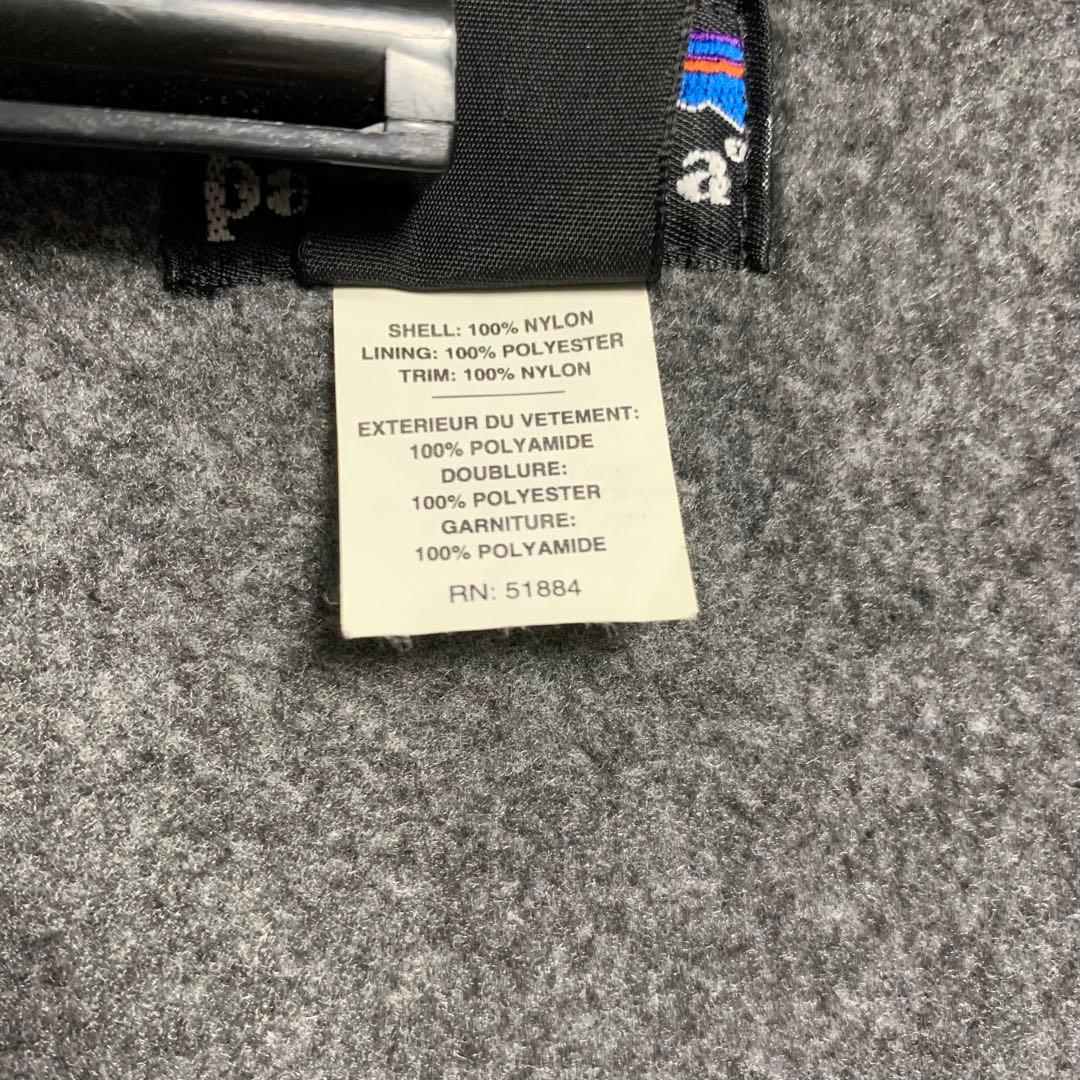 pa
a®
SHELL: 100% NYLON
LINING: 100% POLYESTER
TRIM: 100% NYLON
EXTERIEUR DU VETEMENT:
100% POLYAMIDE
DOUBLURE:
100% POLYESTER
GARNITURE:
100% POLYAMIDE
RN: 51884